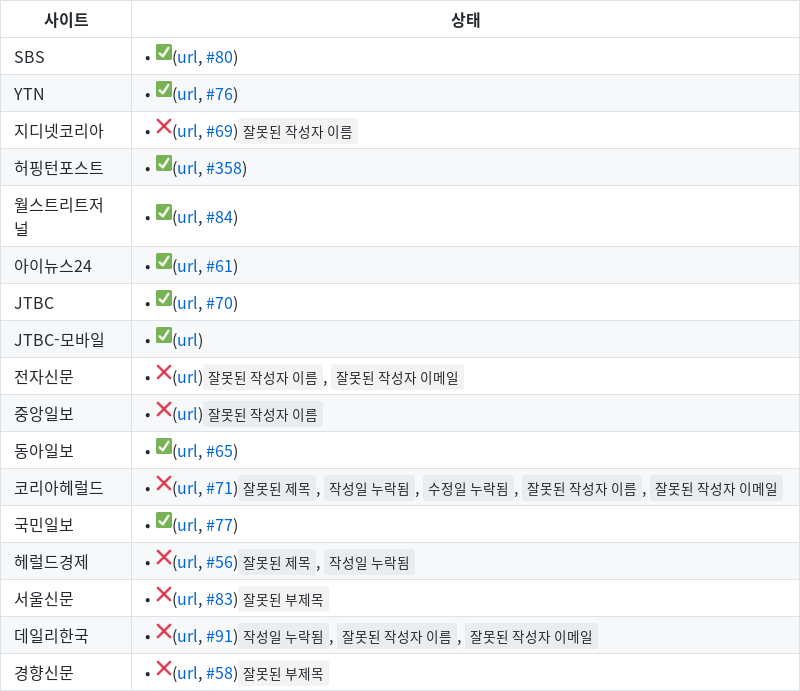 사이트 상태
SBS • ✅(url, #80)
YTN • ✅(url, #76)
지디넷코리아 • ❌(url, #69) 잘못된 작성자 이름
허핑턴포스트 • ✅(url, #358)
월스트리트저
널 • ✅(url, #84)
아이뉴스24 • ✅(url, #61)
JTBC • ✅(url, #70)
JTBC-모바일 • ✅(url)
전자신문 • ❌(url) 잘못된 작성자 이름 , 잘못된 작성자 이메일
중앙일보 • ❌(url) 잘못된 작성자 이름
동아일보 • ✅(url, #65)
코리아헤럴드 • ❌(url, #71) 잘못된 제목 , 작성일 누락됨 , 수정일 누락됨 , 잘못된 작성자 이름 , 잘못된 작성자 이메일
국민일보 • ✅(url, #77)
헤럴드경제 • ❌(url, #56) 잘못된 제목 , 작성일 누락됨
서울신문 • ❌(url, #83) 잘못된 부제목
데일리한국 • ❌(url, #91) 작성일 누락됨 , 잘못된 작성자 이름 , 잘못된 작성자 이메일
경향신문 • ❌(url, #58) 잘못된 부제목